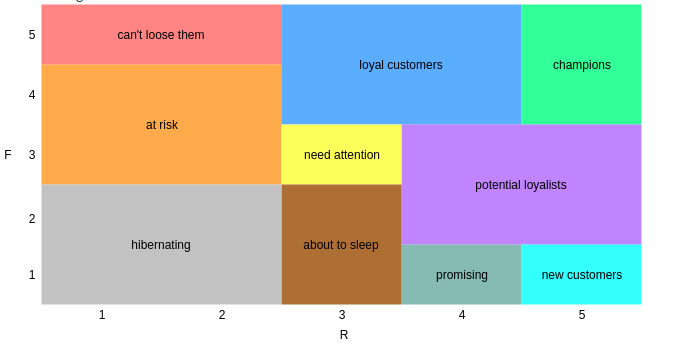 5
can't loose them
loyal customers
champions
4
at risk
F
3
need attention
potential loyalists
2
hibernating
about to sleep
1
promising
new customers
1
2
3
4
5
R